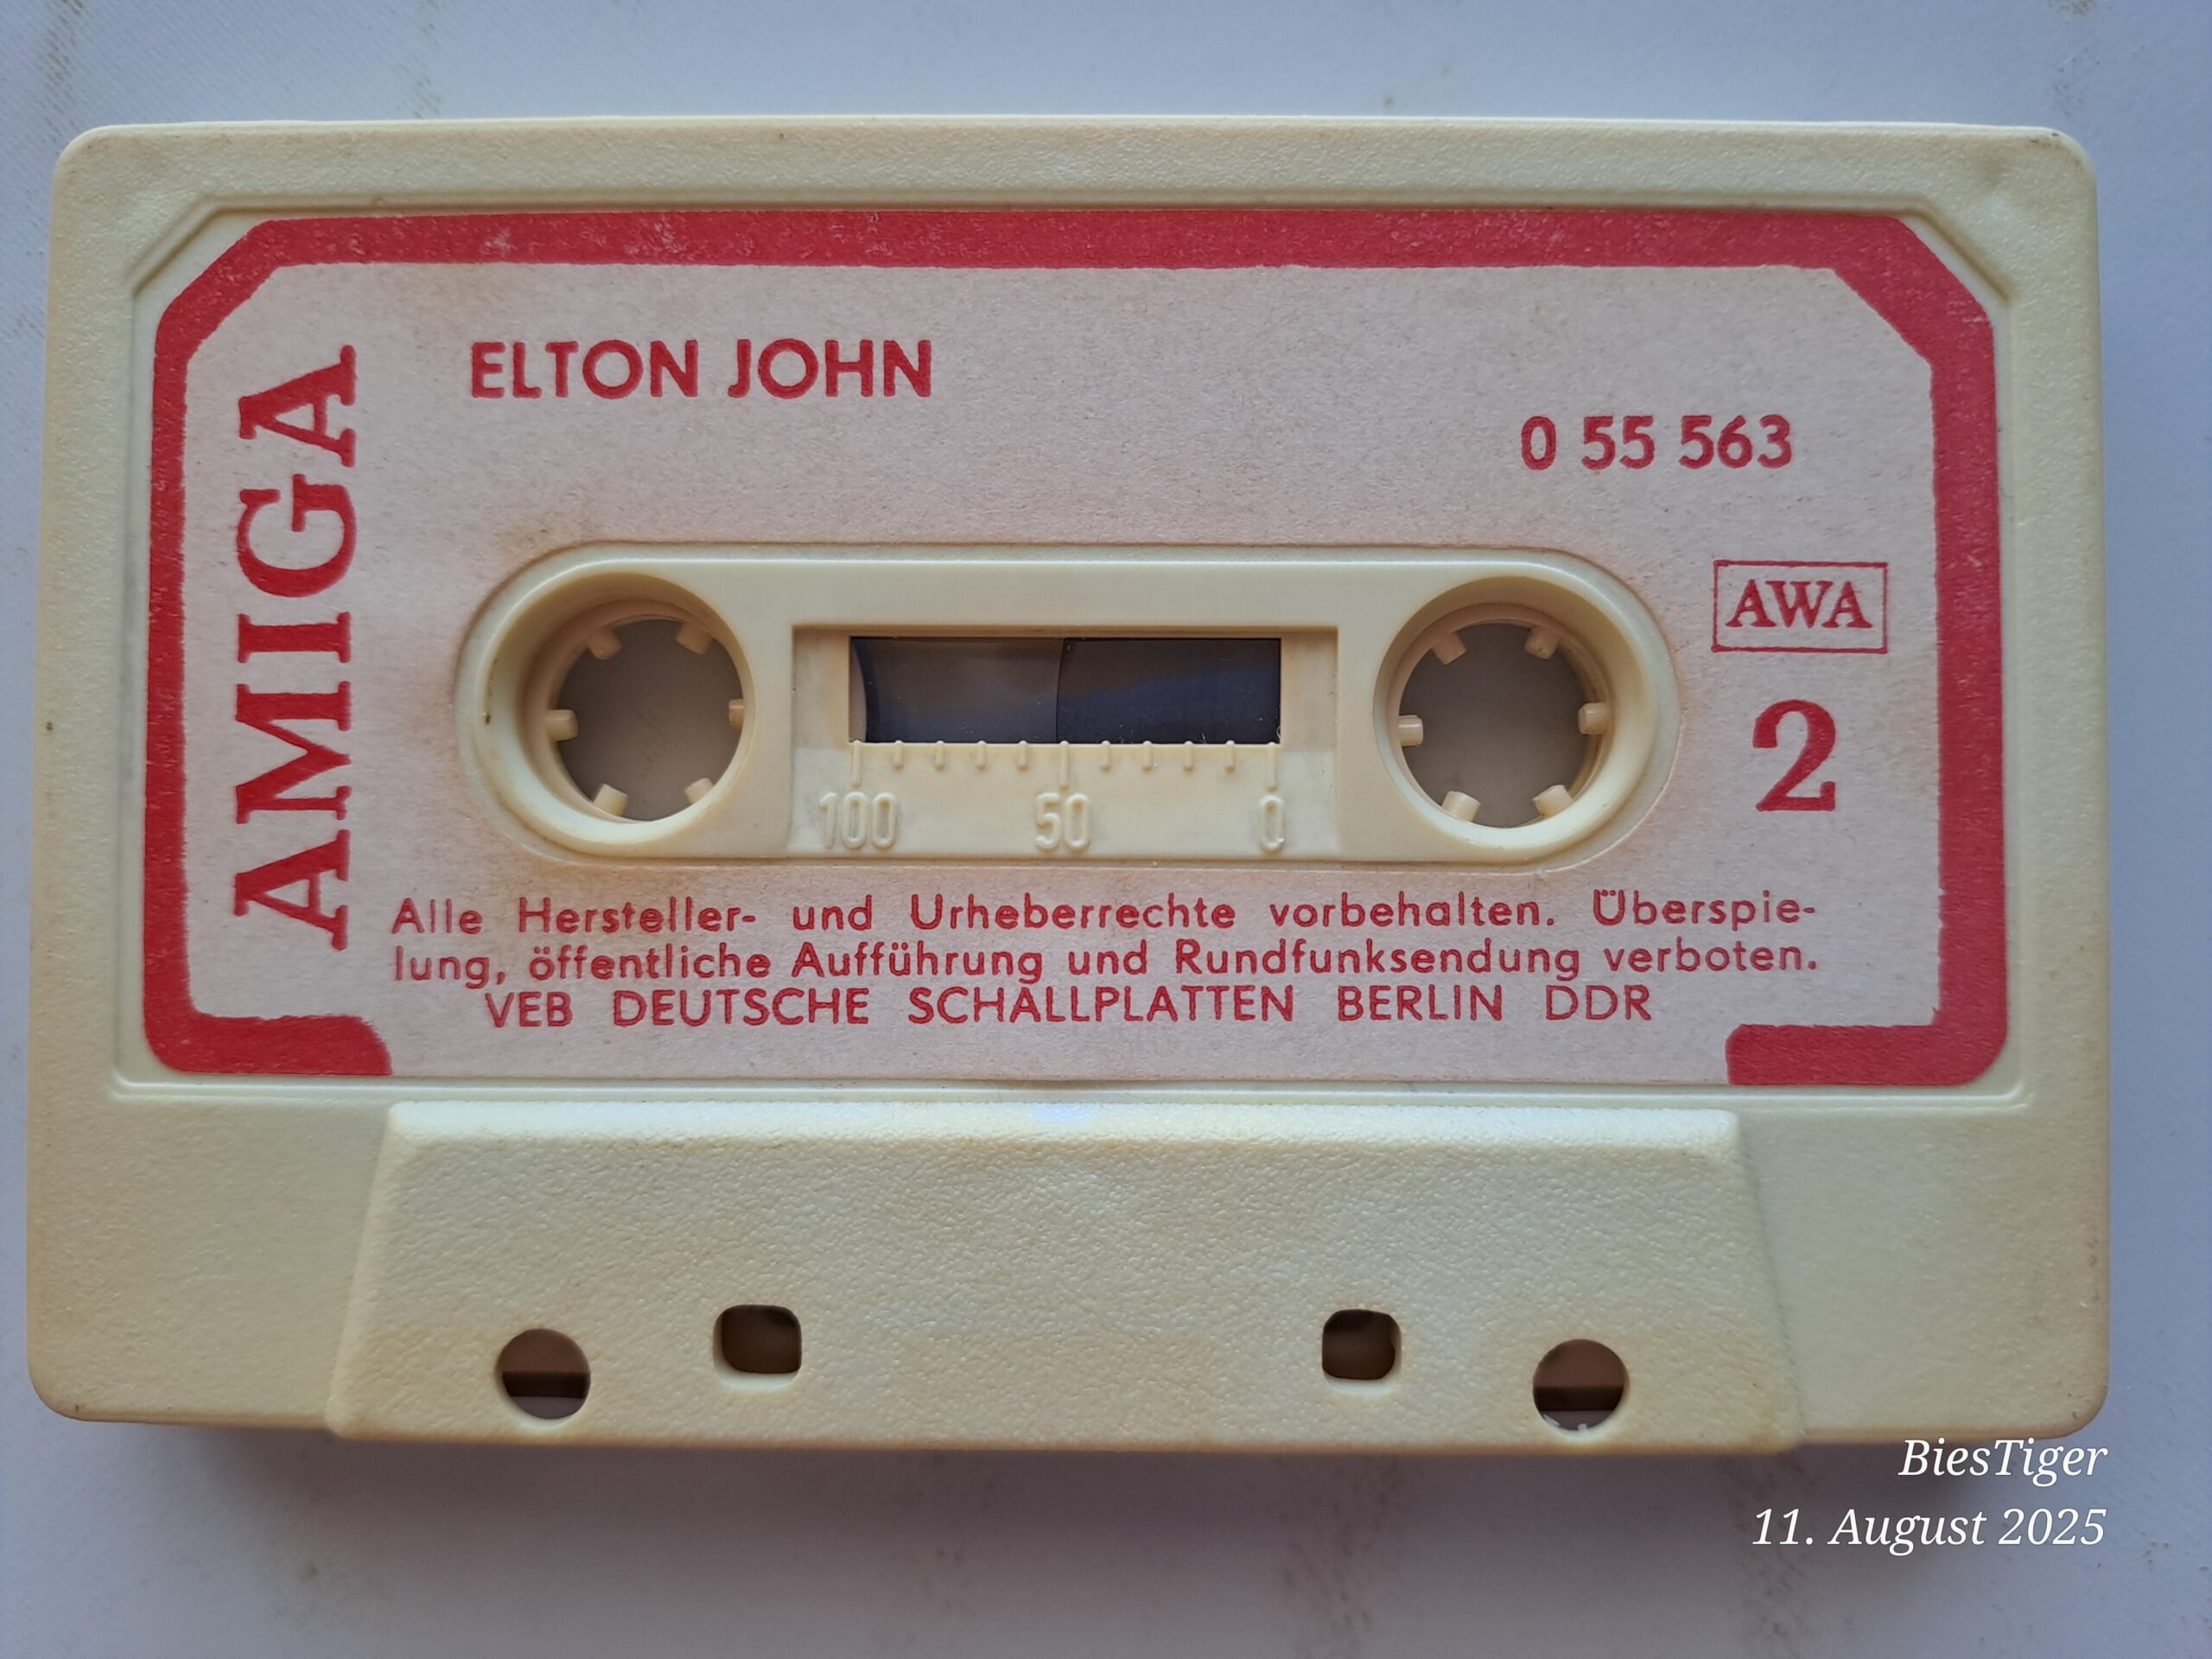 ELTON JOHN
0 55 563
AMIGA
AWA
2
100 50 0
Alle Hersteller- und Urheberrechte vorbehalten. Überspie-
lung, öffentliche Aufführung und Rundfunksendung verboten.
VEB DEUTSCHE SCHALLPLATTEN BERLIN DDR
BiesTiger
11. August 2025